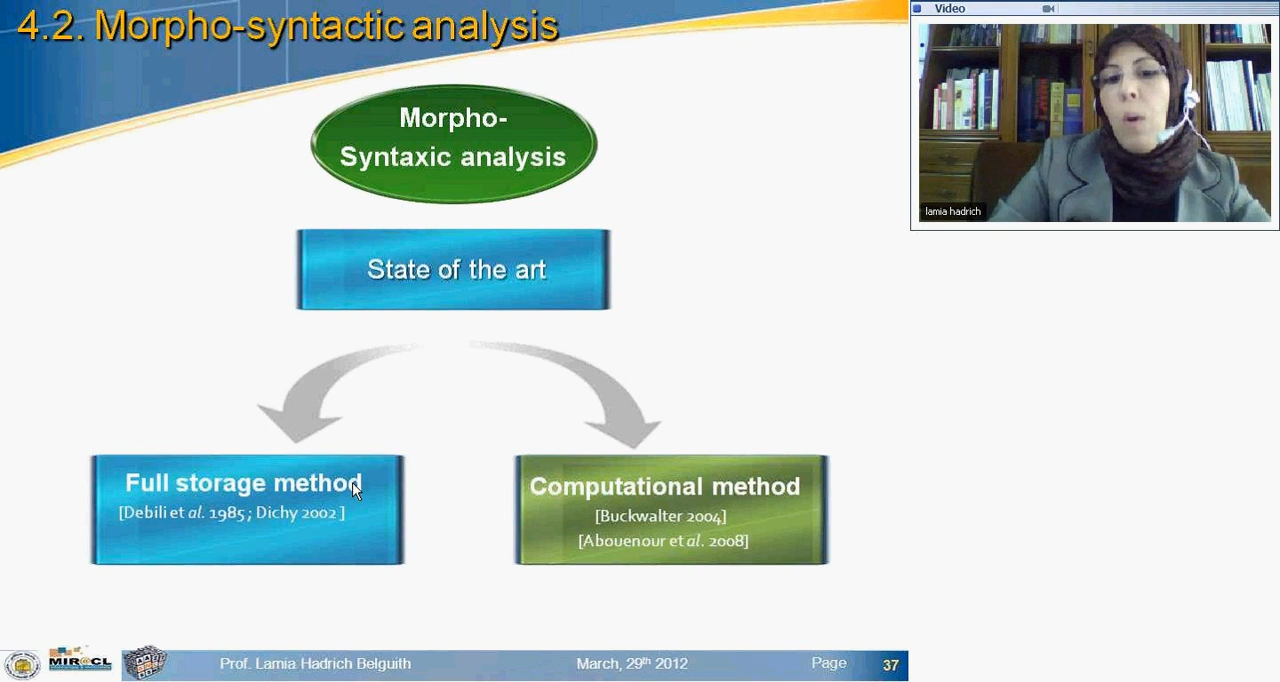 4.2. Morpho-syntactic analysis
Video
lamia hadrich
Morpho-
Syntaxic analysis
State of the art
Full storage method
[Debili et al. 1985 ; Dichy 2002 ]
Computational method
[Buckwalter 2004]
[Abouenour et al. 2008]
MIR@CL
Prof. Lamia Hadrich Belguith
March, 29th 2012
Page
37